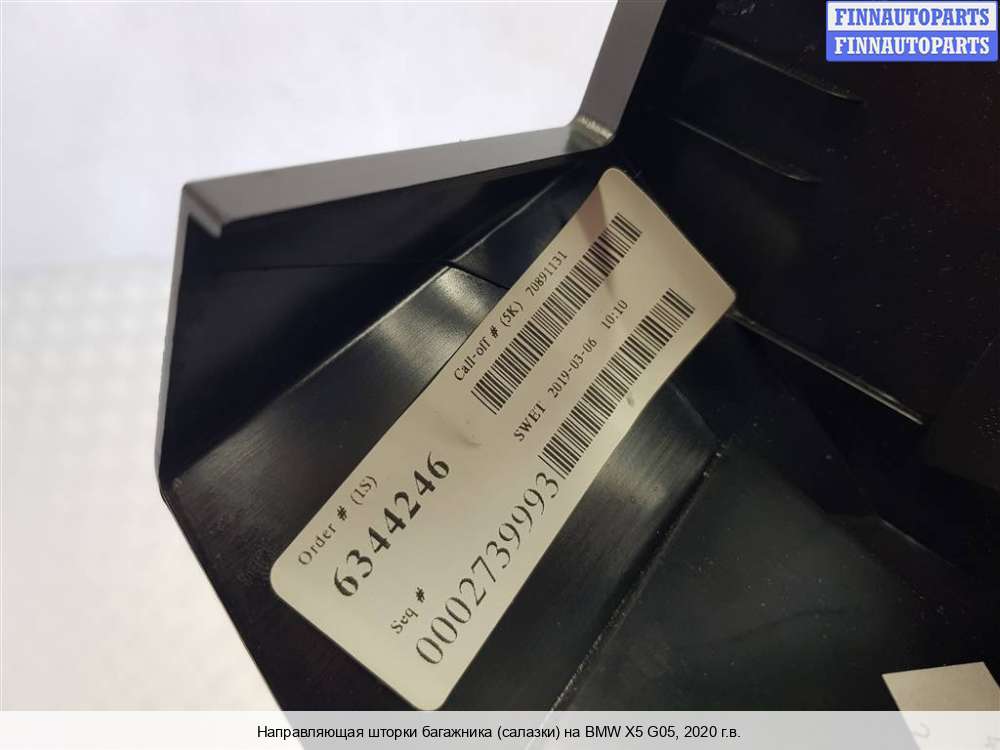 FINNAUTOPARTS
FINNAUTOPARTS
Call-off # (5K) 70891131
SWET 2019-03-06 10:10
Order # (1S)
6344246
Seq #
0002739993
Направляющая шторки багажника (салазки) на BMW X5 G05, 2020 г.в.